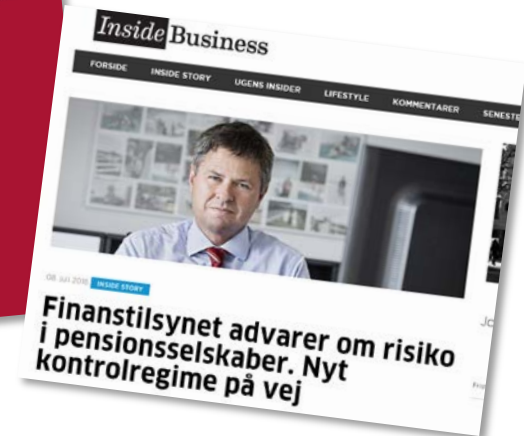 Inside Business
FORSIDE INSIDE STORY UGENS INSIDER LIFESTYLE KOMMENTARER SENESTE
INSIDE STORY
Finanstilsynet advarer om risiko
i pensionsselskaber. Nyt
kontrolregime på vej